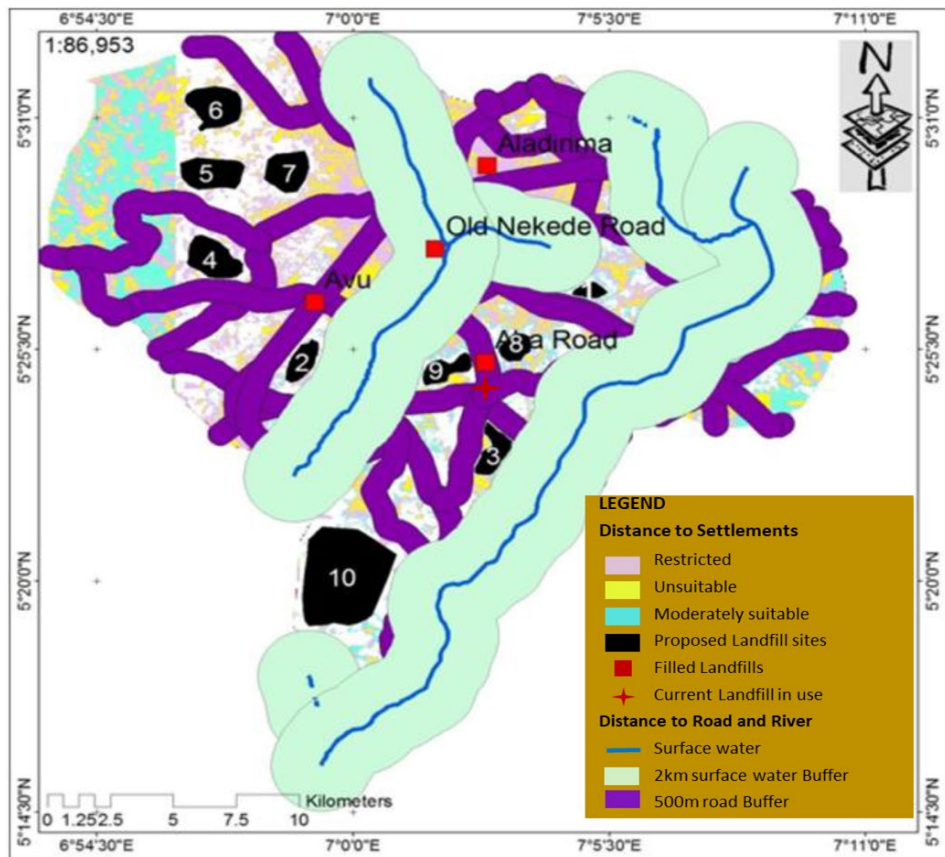 6°54'30"E 7°0'0"E 7°5'30"E 7°11'0"E
1:86,953
N
5°31'0"N 5°31'0"N
6
Aladinma
5 7
Old Nekede Road
4
Avu
1
5°25'30"N 5°25'30"N
Aba Road
2 9 8
3
LEGEND
Distance to Settlements
Restricted
Unsuitable
Moderately suitable
Proposed Landfill sites
Filled Landfills
Current Landfill in use
Distance to Road and River
Surface water
2km surface water Buffer
500m road Buffer
5°20'0"N 5°20'0"N
10
Kilometers
0 1.252.5 5 7.5 10
5°14'30"N 5°14'30"N
6°54'30"E 7°0'0"E 7°5'30"E 7°11'0"E